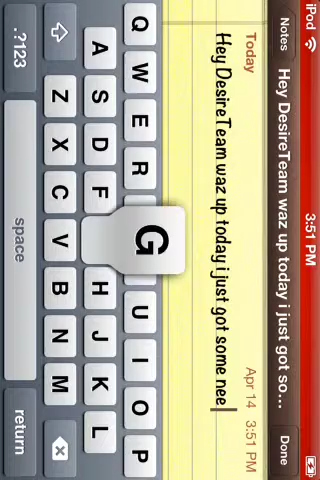 iPod 3:51 PM
Notes Hey DesireTeam waz up today i just got so... Done
Today Apr 14 3:51 PM
Hey DesireTeam waz up today i just got some nee
Q W E R U I O P
A S D F G H J K L
Z X C V B N M
.?123 space return